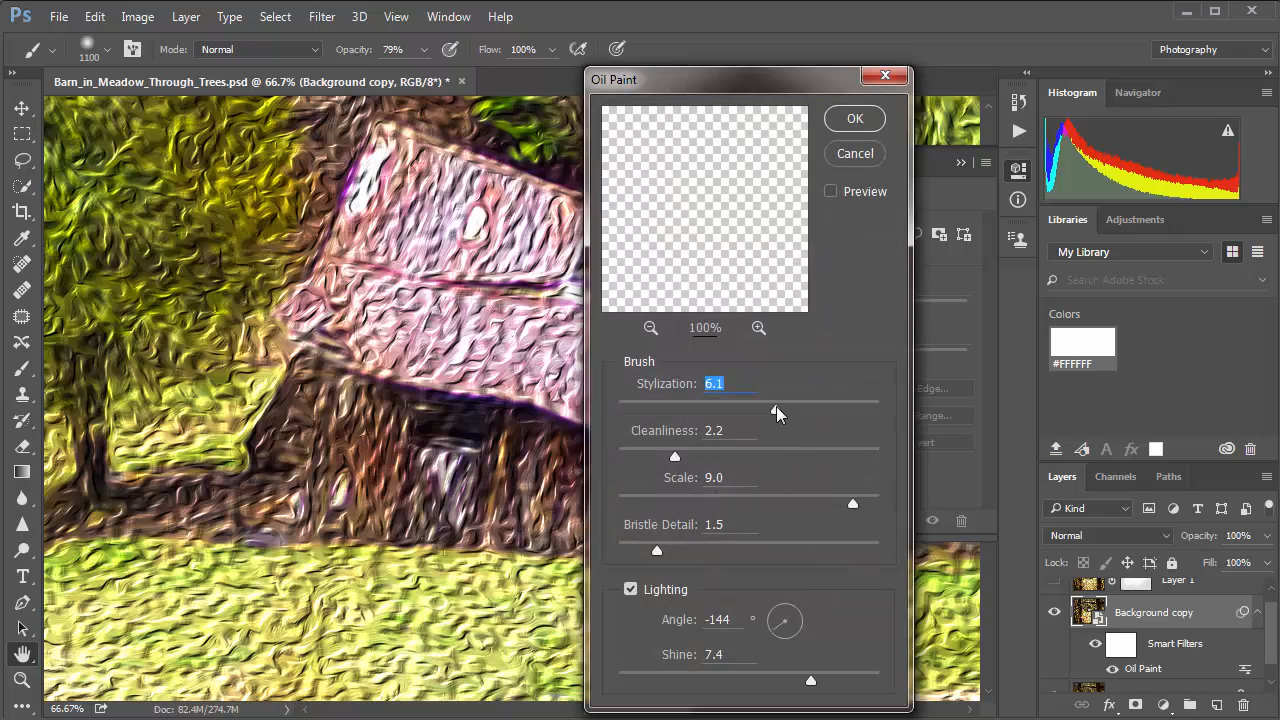 Ps File Edit Image Layer Type Select Filter 3D View Window Help
1100 Mode: Normal Opacity: 79% Flow: 100% Photography
Barn_in_Meadow_Through_Trees.psd @ 66.7% (Background copy, RGB/8*) *
Oil Paint
OK
Cancel
Preview
100%
Brush
Stylization: 6.1
Cleanliness: 2.2
Scale: 9.0
Bristle Detail: 1.5
Lighting
Angle: -144 °
Shine: 7.4
Edge...
Range...
Histogram Navigator
Libraries Adjustments
My Library
Search Adobe Stock
Colors
#FFFFFF
Layers Channels Paths
Kind
Normal Opacity: 100%
Lock: Fill: 100%
Layer 1
Background copy
Smart Filters
Oil Paint
fx
66.67% Doc: 82.4M/274.7M